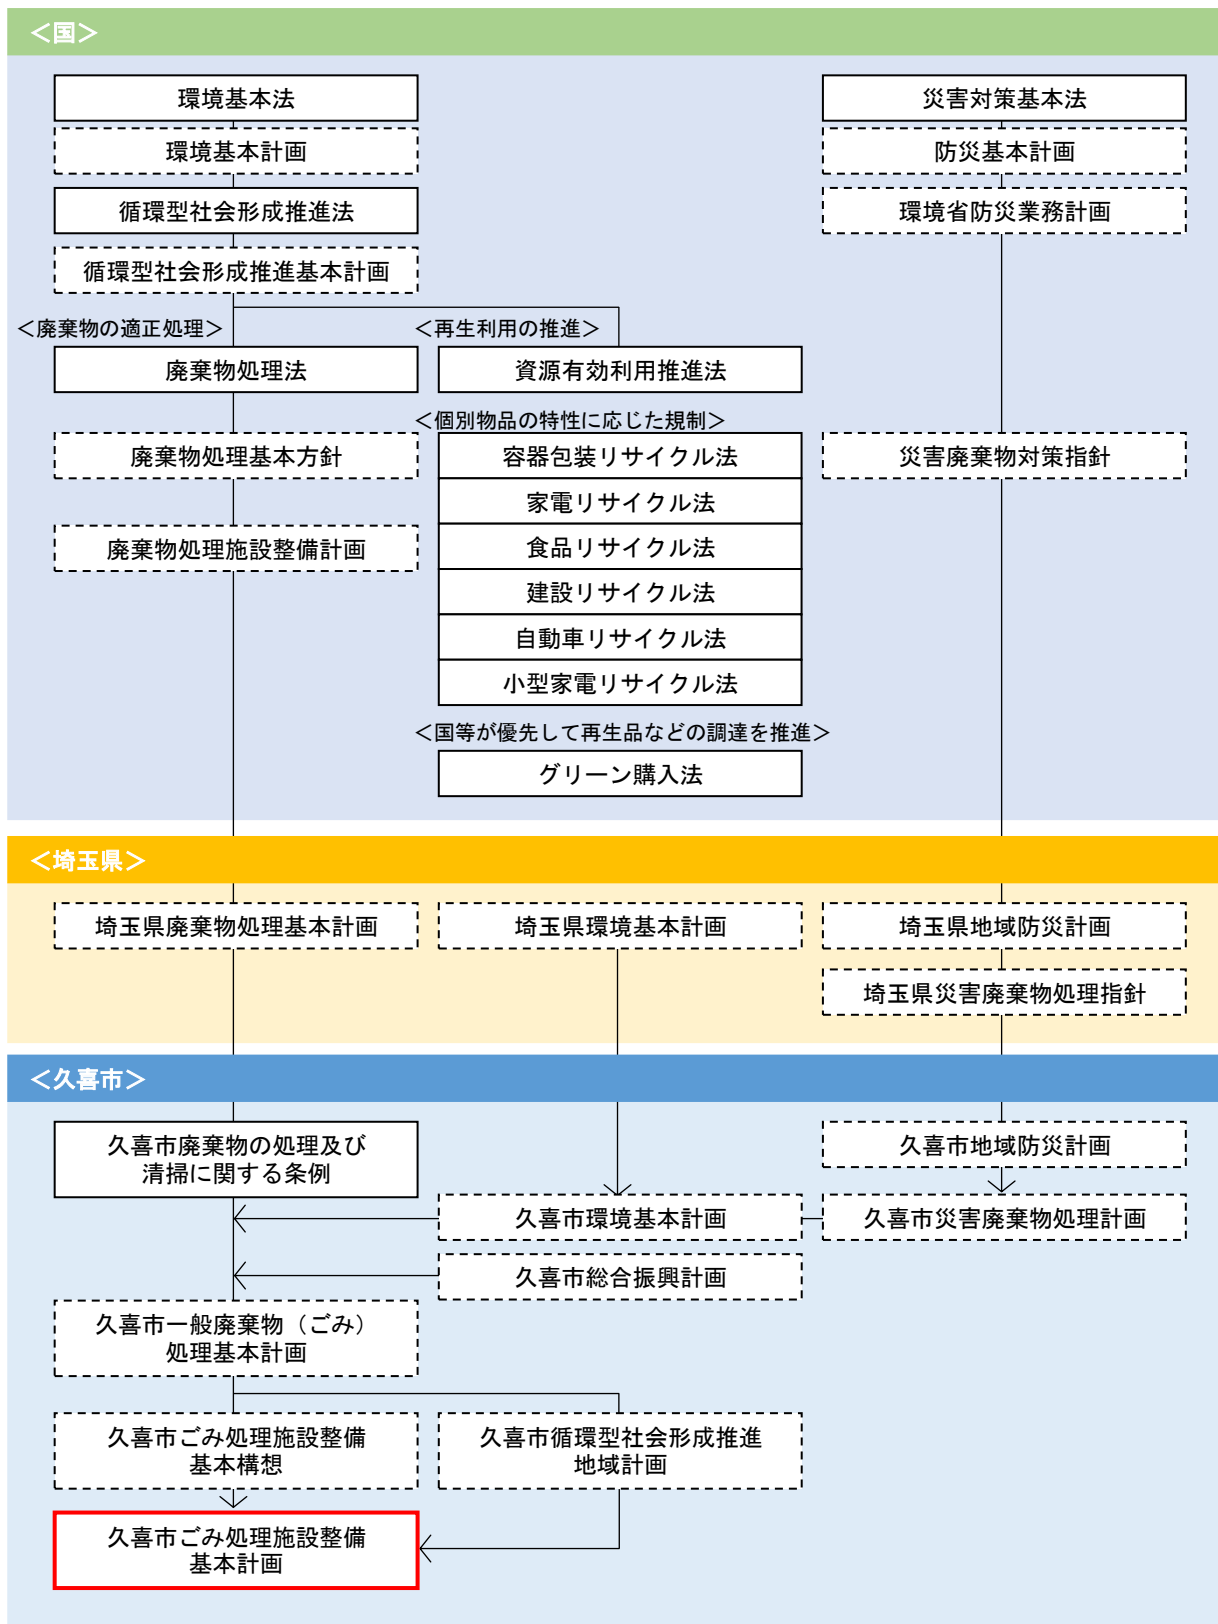 ＜国＞
環境基本法
環境基本計画
循環型社会形成推進法
循環型社会形成推進基本計画
＜廃棄物の適正処理＞
廃棄物処理法
廃棄物処理基本方針
廃棄物処理施設整備計画
＜再生利用の推進＞
資源有効利用推進法
＜個別物品の特性に応じた規制＞
容器包装リサイクル法
家電リサイクル法
食品リサイクル法
建設リサイクル法
自動車リサイクル法
小型家電リサイクル法
＜国等が優先して再生品などの調達を推進＞
グリーン購入法
災害対策基本法
防災基本計画
環境省防災業務計画
災害廃棄物対策指針
＜埼玉県＞
埼玉県廃棄物処理基本計画
埼玉県環境基本計画
埼玉県地域防災計画
埼玉県災害廃棄物処理指針
＜久喜市＞
久喜市廃棄物の処理及び
清掃に関する条例
久喜市地域防災計画
久喜市環境基本計画
久喜市災害廃棄物処理計画
久喜市総合振興計画
久喜市一般廃棄物（ごみ）
処理基本計画
久喜市ごみ処理施設整備
基本構想
久喜市循環型社会形成推進
地域計画
久喜市ごみ処理施設整備
基本計画